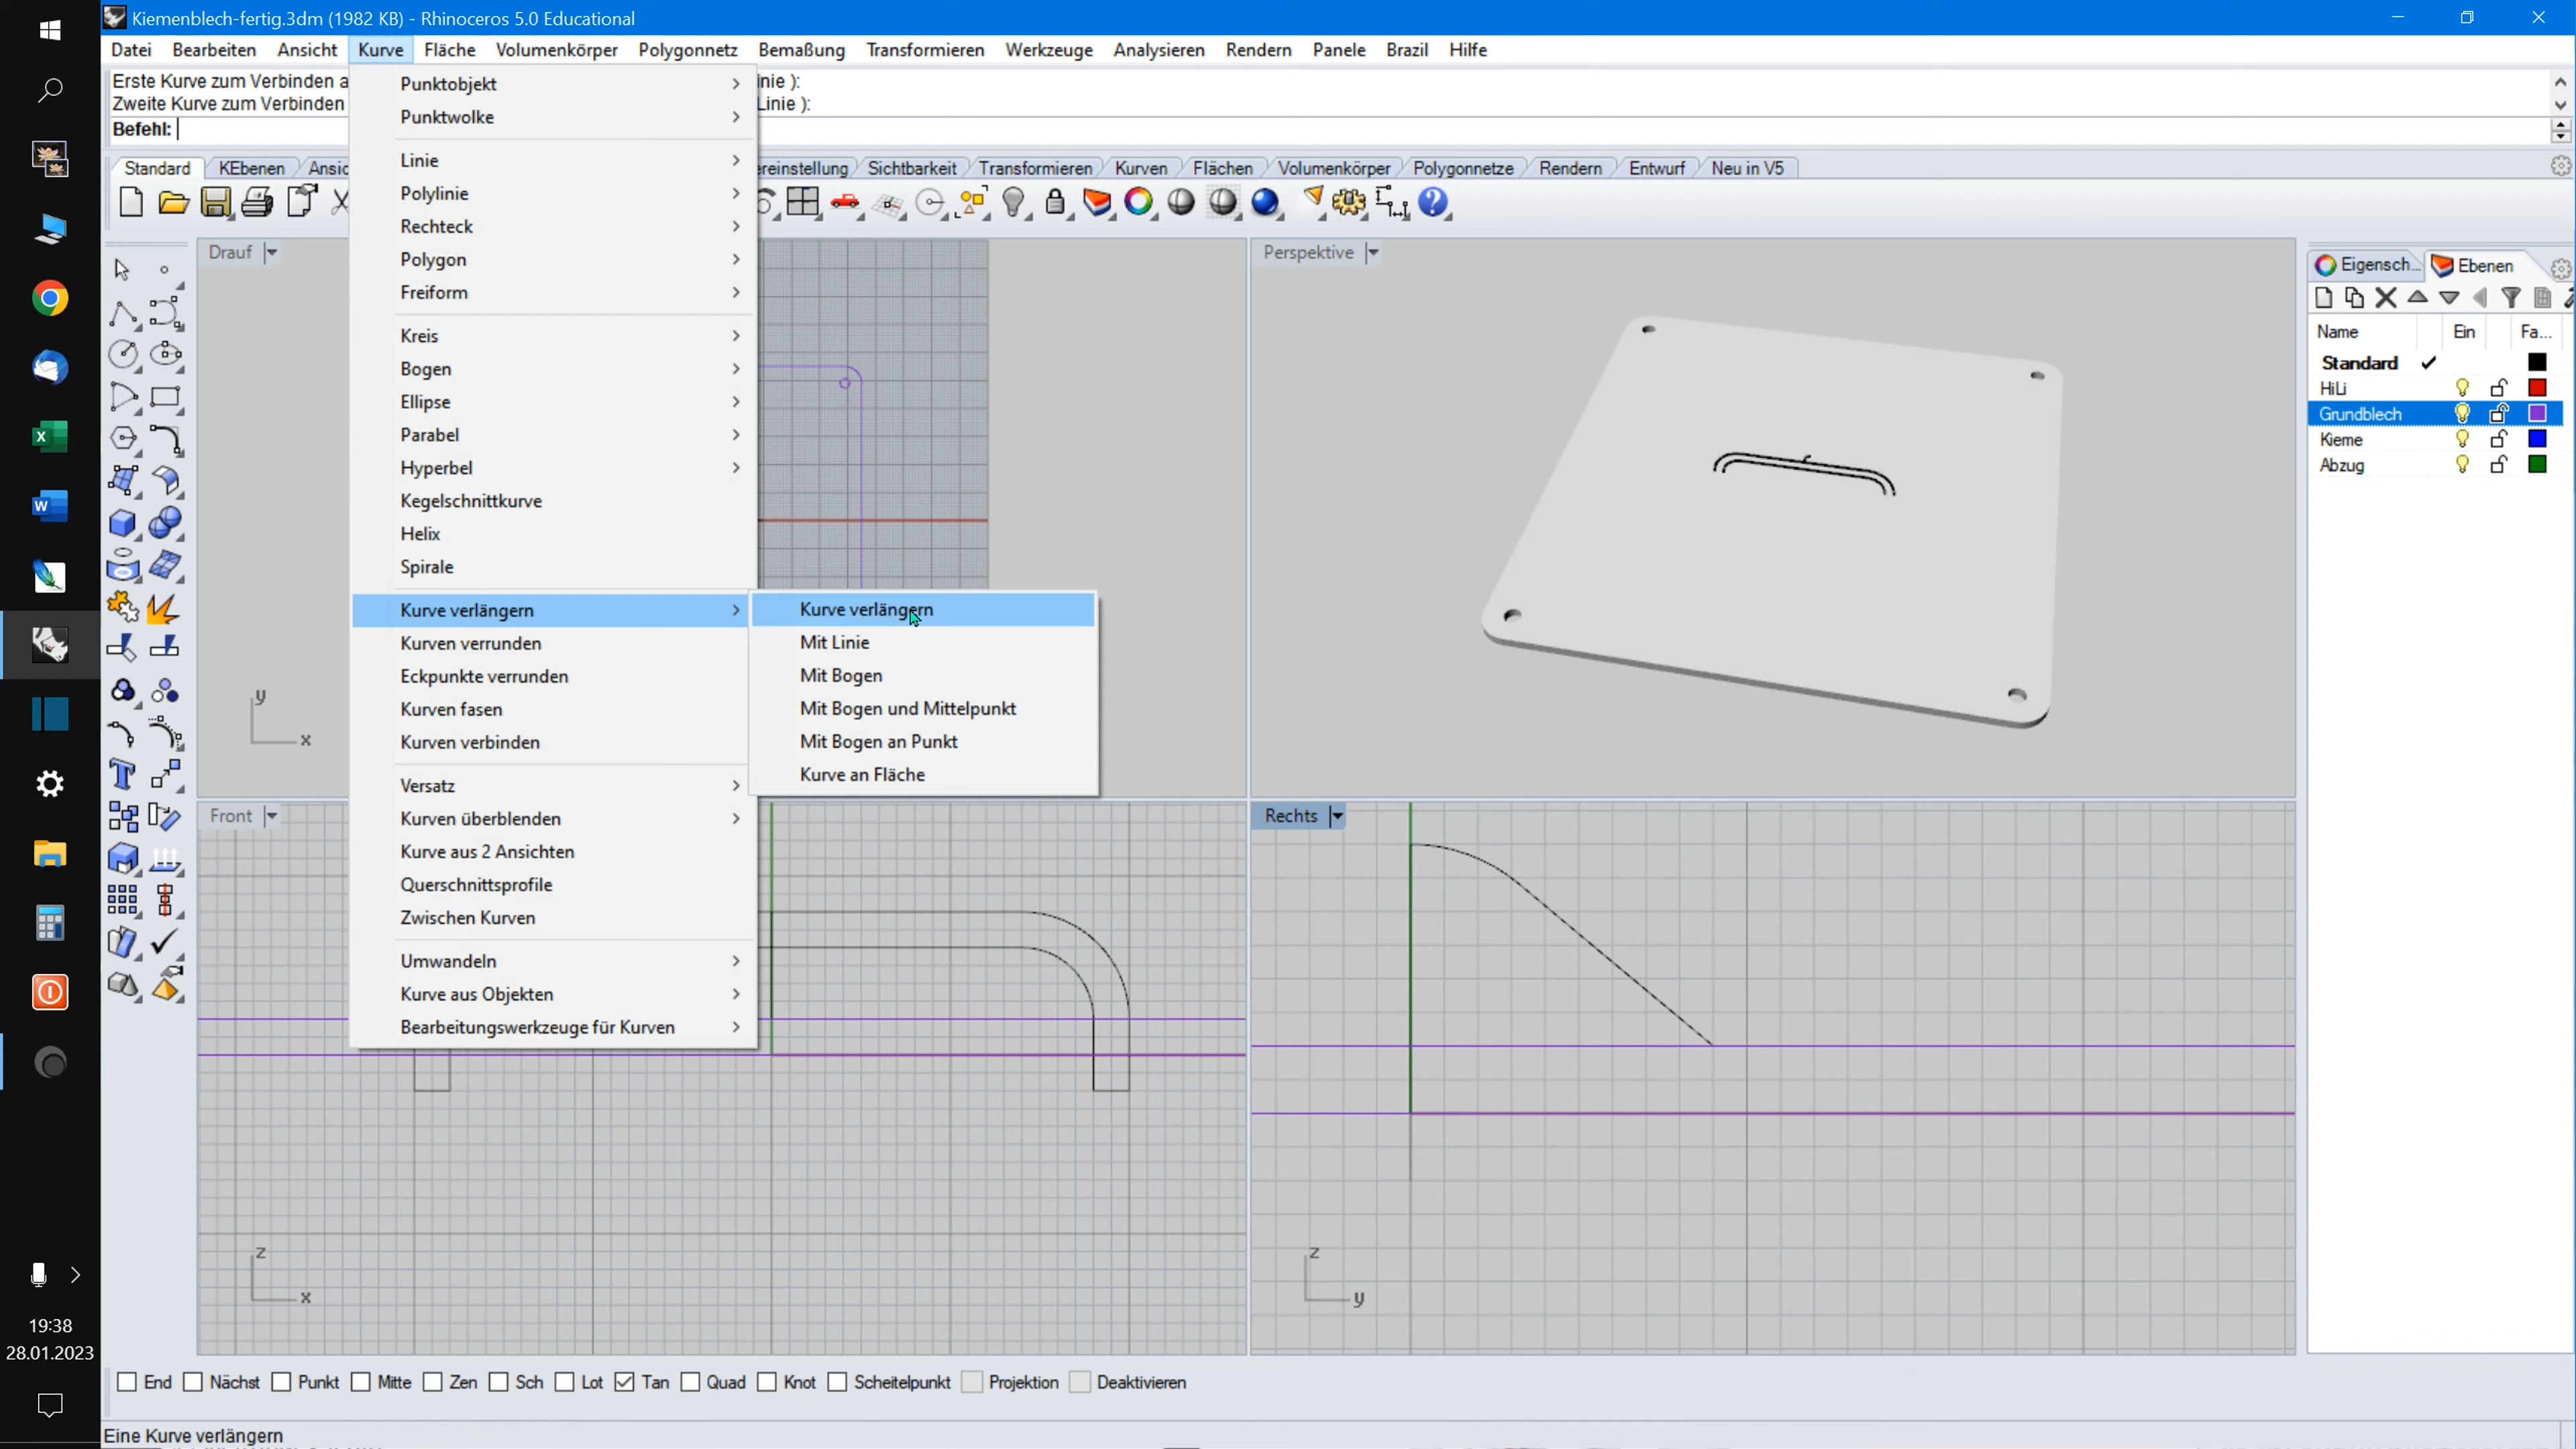 Kiemenblech-fertig.3dm (1982 KB) - Rhinoceros 5.0 Educational
Datei Bearbeiten Ansicht Kurve Fläche Volumenkörper Polygonnetz Bemaßung Transformieren Werkzeuge Analysieren Rendern Panele Brazil Hilfe
Erste Kurve zum Verbinden a inie ):
Zweite Kurve zum Verbinden Linie ):
Befehl:
Standard KEbenen Ansic ereinstellung Sichtbarkeit Transformieren Kurven Flächen Volumenkörper Polygonnetze Rendern Entwurf Neu in V5
Punktobjekt
Punktwolke
Linie
Polylinie
Rechteck
Polygon
Freiform
Kreis
Bogen
Ellipse
Parabel
Hyperbel
Kegelschnittkurve
Helix
Spirale
Kurve verlängern
Kurven verrunden
Eckpunkte verrunden
Kurven fasen
Kurven verbinden
Versatz
Kurven überblenden
Kurve aus 2 Ansichten
Querschnittsprofile
Zwischen Kurven
Umwandeln
Kurve aus Objekten
Bearbeitungswerkzeuge für Kurven
Kurve verlängern
Mit Linie
Mit Bogen
Mit Bogen und Mittelpunkt
Mit Bogen an Punkt
Kurve an Fläche
Drauf
y
x
Perspektive
Front
z
x
Rechts
z
y
Eigensch... Ebenen
Name Ein Fa...
Standard
HiLi
Grundblech
Kieme
Abzug
19:38
28.01.2023
End Nächst Punkt Mitte Zen Sch Lot Tan Quad Knot Scheitelpunkt Projektion Deaktivieren
Eine Kurve verlängern